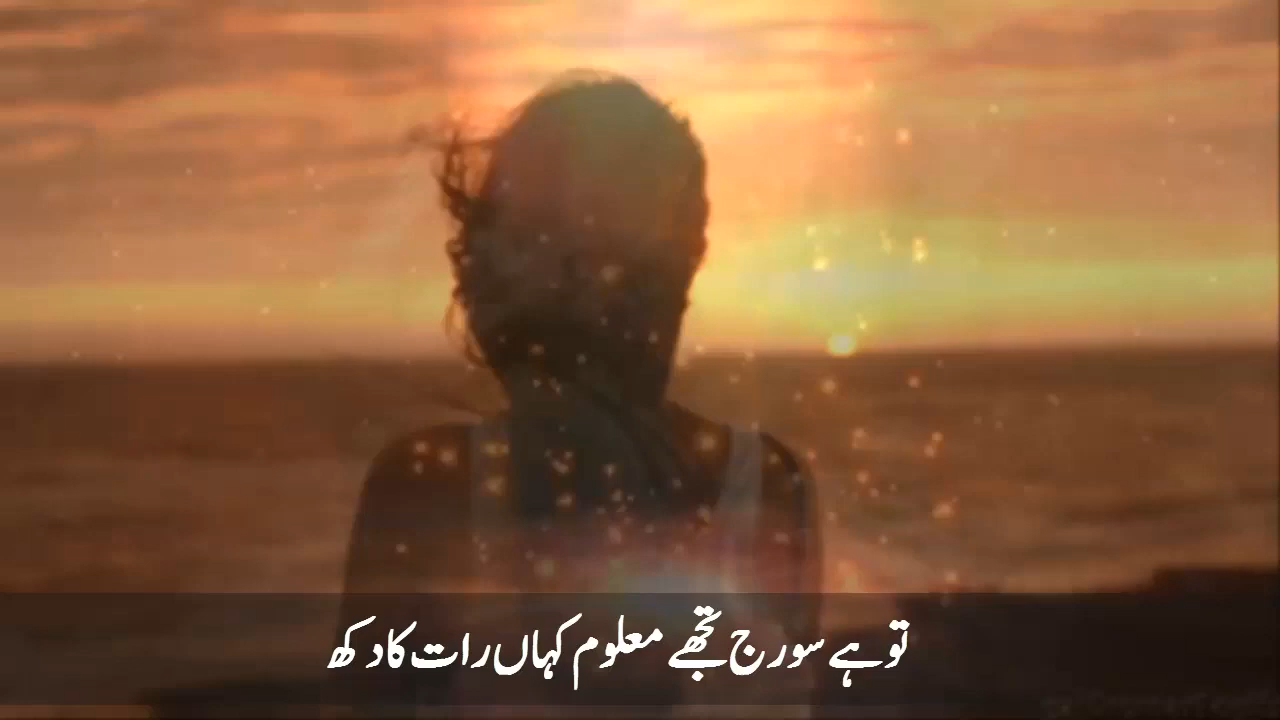 تو ہے سورج تجھے معلوم کہاں رات کا دکھ